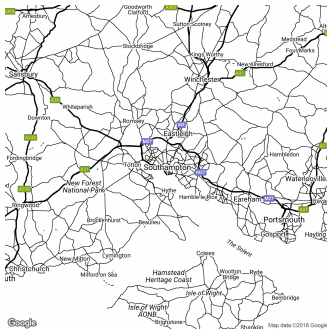 Amesbury
Goodworth
Clatford
Sutton Scotney
Medstead
Four Marks
Stockbridge
Kings Worthy
New Alresford
Salisbury
Winchester
Whiteparish
Downton
Romsey
Eastleigh
Fordingbridge
Hambledon
Totton
Southampton
Waterlooville
New Forest
National Park
Hythe
Hamble-le-Rice
Fareham
Ringwood
Brockenhurst
Beaulieu
Portsmouth
Gosport
Hayling
The Solent
Lymington
New Milton
Christchurch
Milford on Sea
uth
Cowes
Hamstead
Heritage Coast
Wootton
Bridge
Ryde
Isle of Wight
Bembridge
Isle of Wight
AONB
Brighstone
Shanklin
Google
Map data ©2018 Google